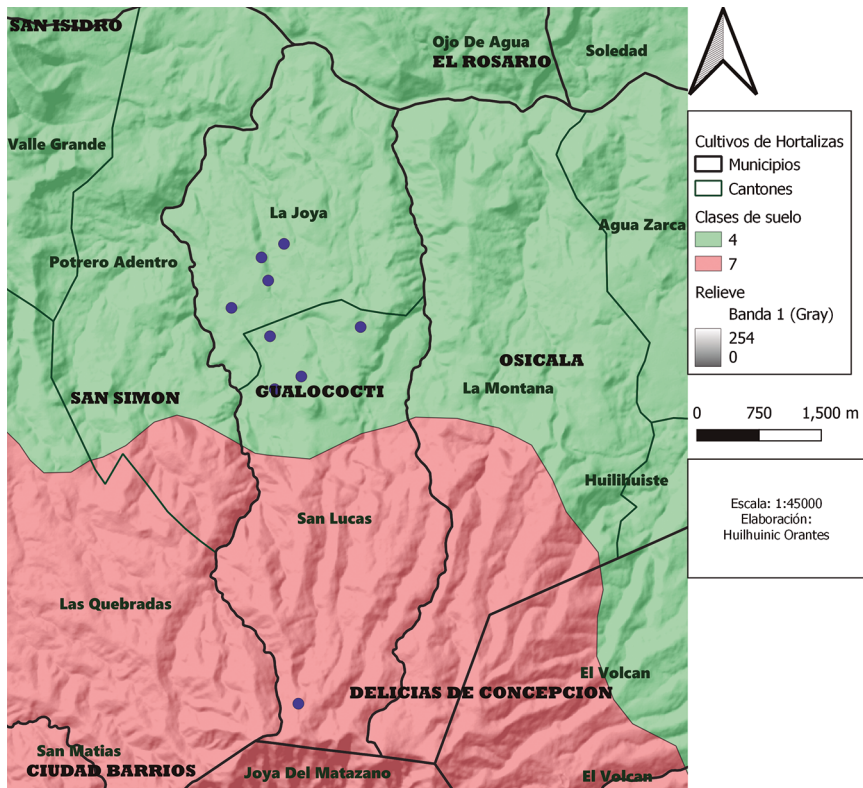 SAN ISIDRO
Ojo De Agua
EL ROSARIO
Soledad
Valle Grande
La Joya
Agua Zarca
Potrero Adentro
OSICALA
La Montana
SAN SIMON
GUALOCOCTI
Huilihuiste
San Lucas
Las Quebradas
El Volcan
DELICIAS DE CONCEPCION
San Matias
CIUDAD BARRIOS
Joya Del Matazano
El Volcan
Cultivos de Hortalizas
Municipios
Cantones
Clases de suelo
4
7
Relieve
Banda 1 (Gray)
254
0
0 750 1,500 m
Escala: 1:45000
Elaboración:
Huilhuinic Orantes